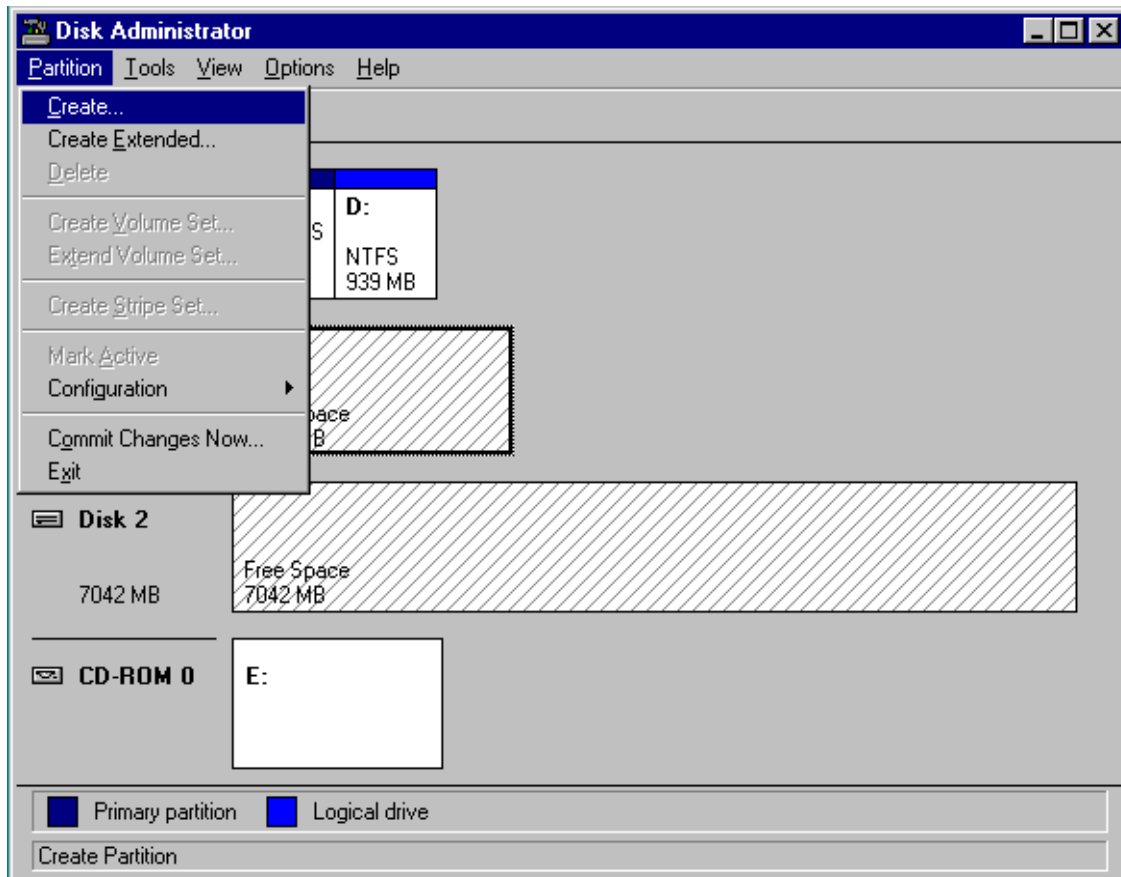 Disk Administrator
Partition Tools View Options Help
Create...
Create Extended...
Delete
Create Volume Set...
Extend Volume Set...
Create Stripe Set...
Mark Active
Configuration
Commit Changes Now...
Exit
D:
NTFS
939 MB
Disk 2
7042 MB
Free Space
7042 MB
CD-ROM 0
E:
Primary partition Logical drive
Create Partition